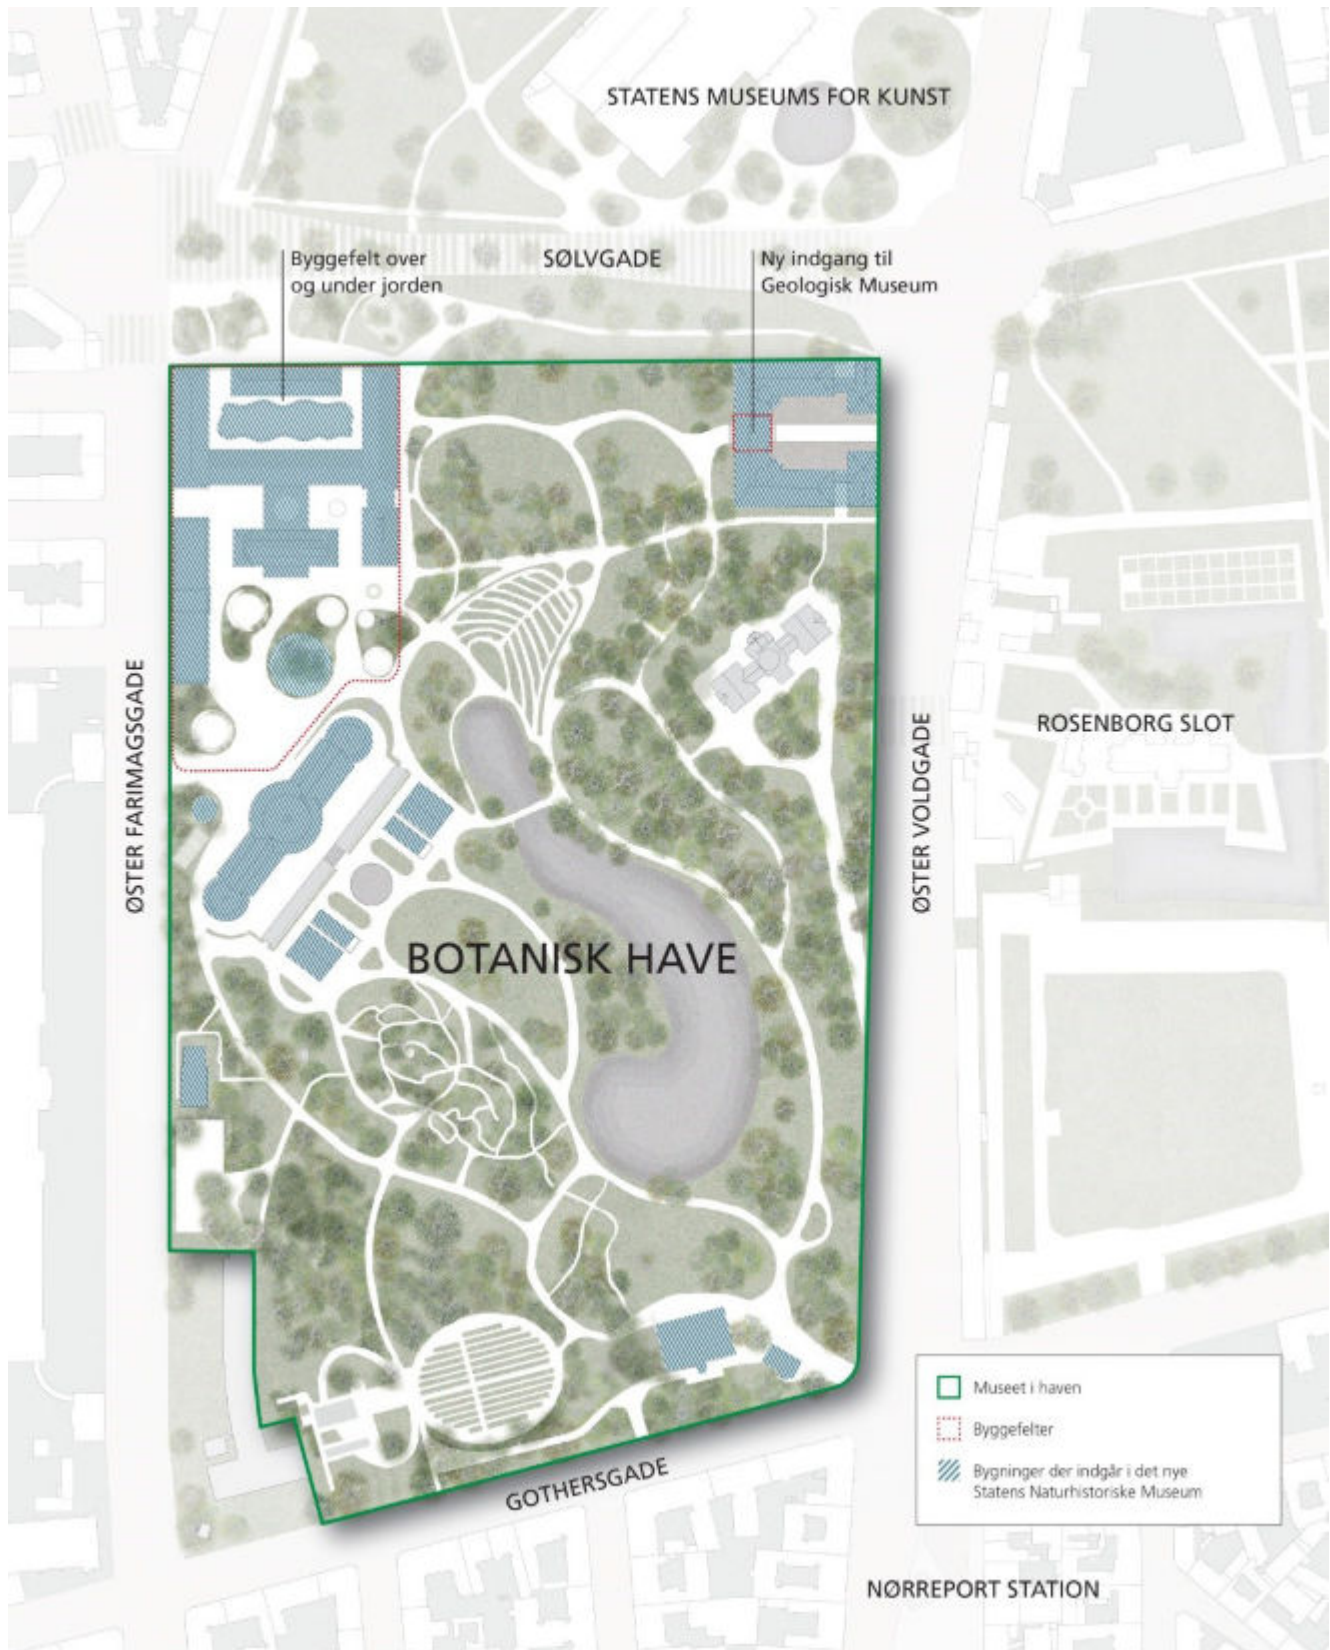 STATENS MUSEUMS FOR KUNST
Byggefelt over
og under jorden
SØLVGADE
Ny indgang til
Geologisk Museum
ØSTER FARIMAGSGADE
ØSTER VOLDGADE
ROSENBORG SLOT
BOTANISK HAVE
Museet i haven
Byggefelter
Bygninger der indgår i det nye
Statens Naturhistoriske Museum
GOTHERSGADE
NØRREPORT STATION